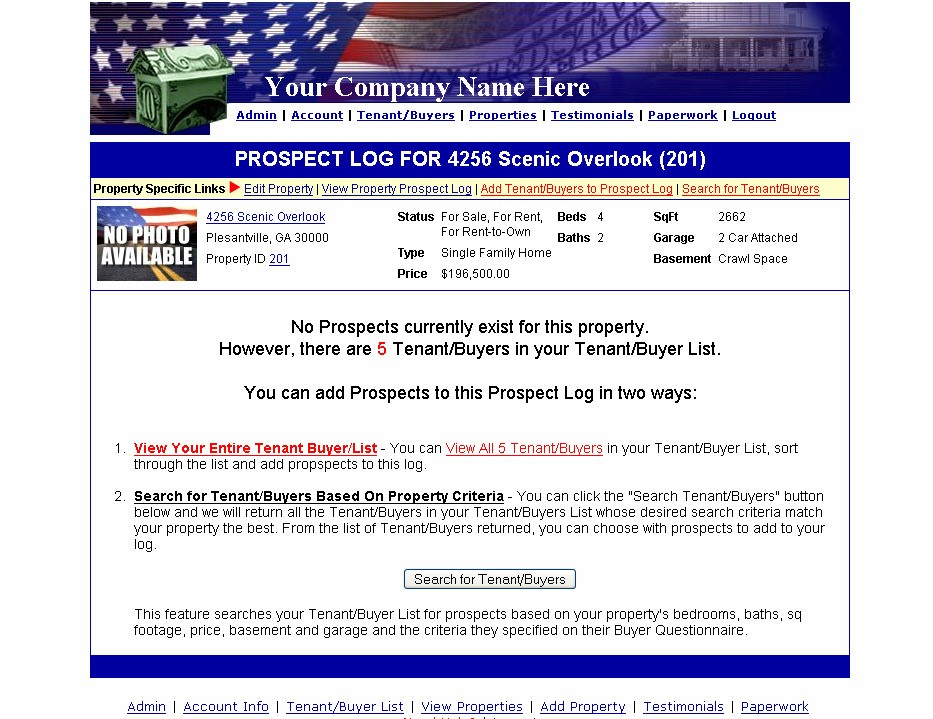 Your Company Name Here
Admin | Account | Tenant/Buyers | Properties | Testimonials | Paperwork | Logout
PROSPECT LOG FOR 4256 Scenic Overlook (201)
Property Specific Links Edit Property | View Property Prospect Log | Add Tenant/Buyers to Prospect Log | Search for Tenant/Buyers
NO PHOTO
AVAILABLE
4256 Scenic Overlook
Plesantville, GA 30000
Property ID 201
Status For Sale, For Rent,
For Rent-to-Own
Type Single Family Home
Price $196,500.00
Beds 4
Baths 2
SqFt 2662
Garage 2 Car Attached
Basement Crawl Space
No Prospects currently exist for this property.
However, there are 5 Tenant/Buyers in your Tenant/Buyer List.
You can add Prospects to this Prospect Log in two ways:
1. View Your Entire Tenant Buyer/List - You can View All 5 Tenant/Buyers in your Tenant/Buyer List, sort
through the list and add propspects to this log.
2. Search for Tenant/Buyers Based On Property Criteria - You can click the "Search Tenant/Buyers" button
below and we will return all the Tenant/Buyers in your Tenant/Buyers List whose desired search criteria match
your property the best. From the list of Tenant/Buyers returned, you can choose with prospects to add to your
log.
Search for Tenant/Buyers
This feature searches your Tenant/Buyer List for prospects based on your property's bedrooms, baths, sq
footage, price, basement and garage and the criteria they specified on their Buyer Questionnaire.
Admin | Account Info | Tenant/Buyer List | View Properties | Add Property | Testimonials | Paperwork